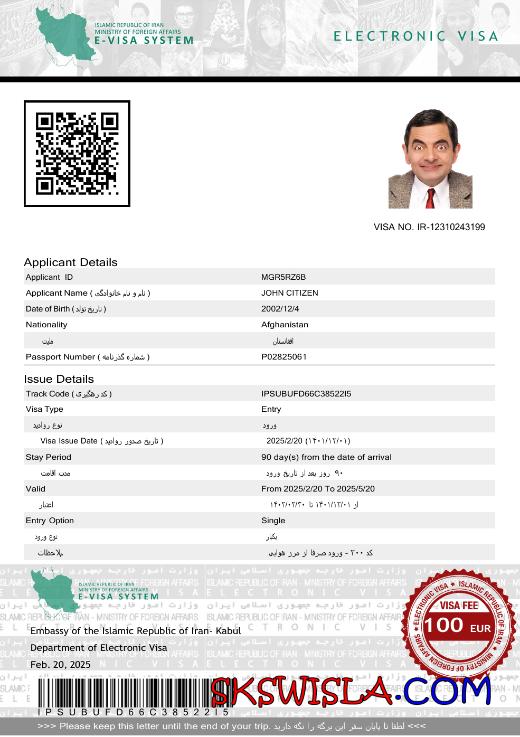 ISLAMIC REPUBLIC OF IRAN
MINISTRY OF FOREIGN AFFAIRS
E-VISA SYSTEM
ELECTRONIC VISA
VISA NO. IR-12310243199
Applicant Details
Applicant ID MGR5RZ6B
Applicant Name ( نام و نام خانوادگی ) JOHN CITIZEN
Date of Birth ( تاریخ تولد ) 2002/12/4
Nationality Afghanistan
ملیت افغانستان
Passport Number ( شماره گذرنامه ) P02825061
Issue Details
Track Code ( کد رهگیری ) IPSUBUFD66C38522I5
Visa Type Entry
نوع روادید ورود
Visa Issue Date ( تاریخ صدور روادید ) 2025/2/20 (۱۴۰۱/۱۲/۰۱)
Stay Period 90 day(s) from the date of arrival
مدت اقامت ۹۰ روز بعد از تاریخ ورود
Valid From 2025/2/20 To 2025/5/20
اعتبار از ۱۴۰۱/۱۲/۰۱ تا ۱۴۰۲/۰۲/۳۰
Entry Option Single
نوع ورود یکبار
ملاحظات کد ۲۰۰ - ورود صرفا از مرز هوایی
ISLAMIC REPUBLIC OF IRAN
MINISTRY OF FOREIGN AFFAIRS
E-VISA SYSTEM
Embassy of the Islamic Republic of Iran- Kabul
Department of Electronic Visa
Feb. 20, 2025
ELECTRONIC VISA
ISLAMIC REPUBLIC OF IRAN
MINISTRY OF FOREIGN AFFAIRS
VISA FEE
100 EUR
IPSUBUFD66C3852215
SKSWISLA.COM
>>> Please keep this letter until the end of your trip. لطفا تا پایان سفر این برگه را نگه دارید <<<